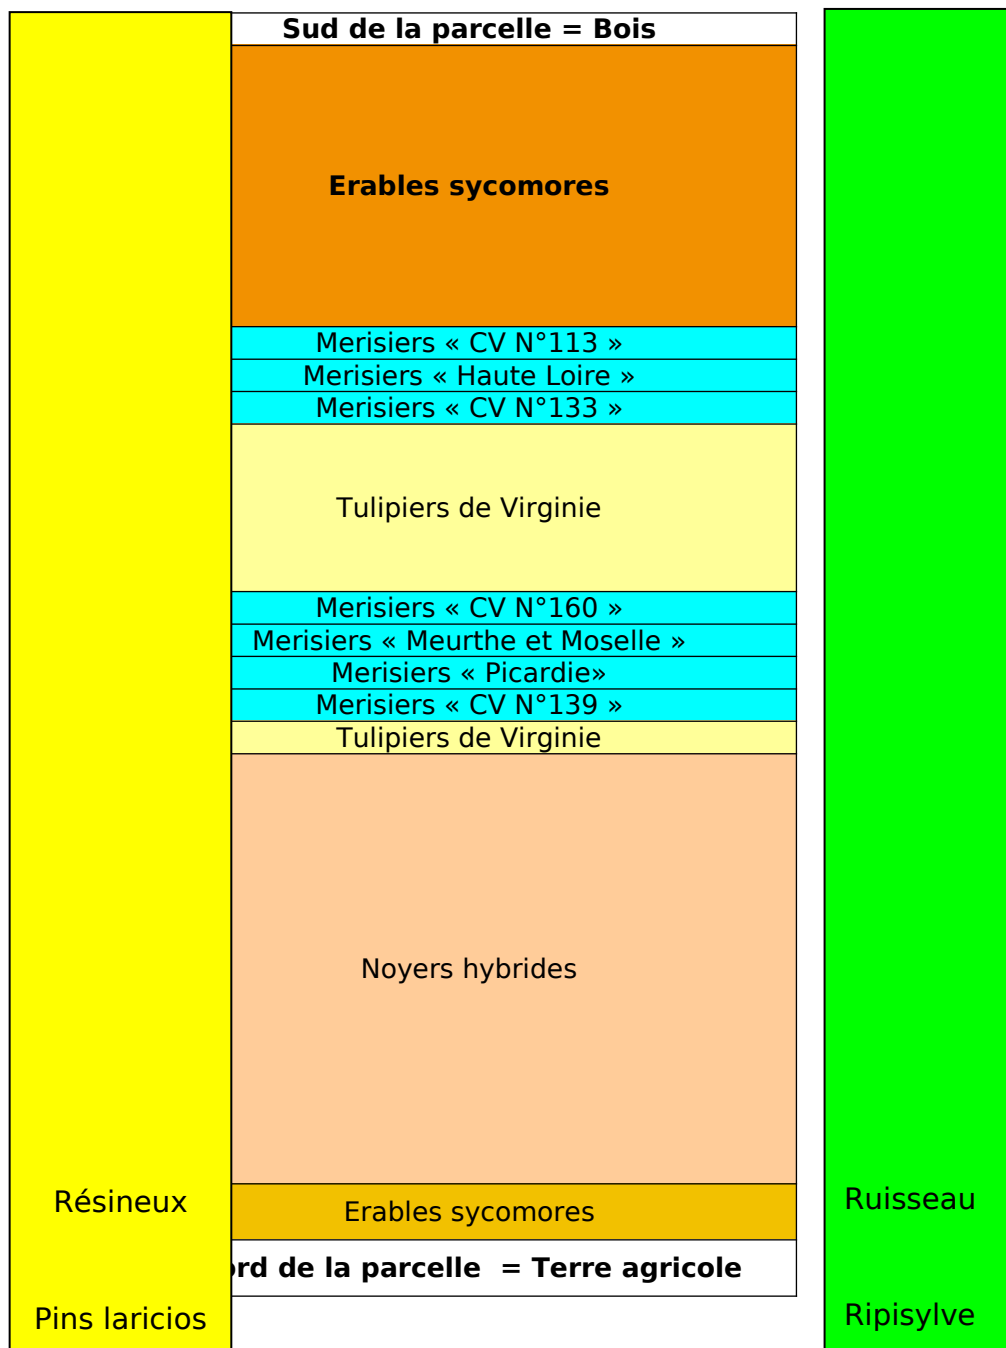 Sud de la parcelle = Bois
Erables sycomores
Merisiers « CV N°113 »
Merisiers « Haute Loire »
Merisiers « CV N°133 »
Tulipiers de Virginie
Merisiers « CV N°160 »
Merisiers « Meurthe et Moselle »
Merisiers « Picardie»
Merisiers « CV N°139 »
Tulipiers de Virginie
Noyers hybrides
Erables sycomores
de la parcelle = Terre agricole
Résineux
Pins laricios
Ruisseau
Ripisylve